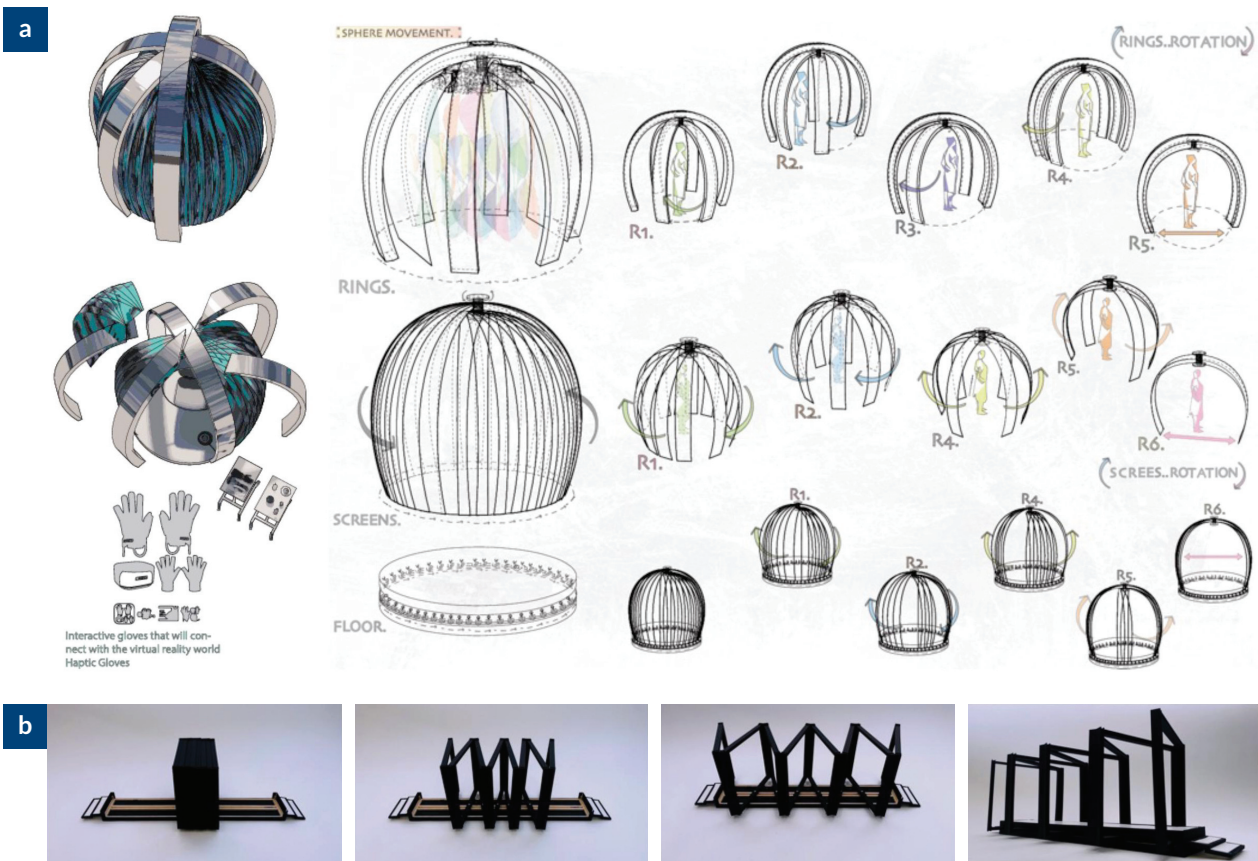 a
SPHERE MOVEMENT.
RINGS..ROTATION
R1.
R2.
R3.
R4.
R5.
RINGS.
R1.
R2.
R4.
R5.
R6.
SCREES..ROTATION
SCREENS.
R1.
R2.
R4.
R5.
R6.
FLOOR.
Interactive gloves that will con-
nect with the virtual reality world
Haptic Gloves
b